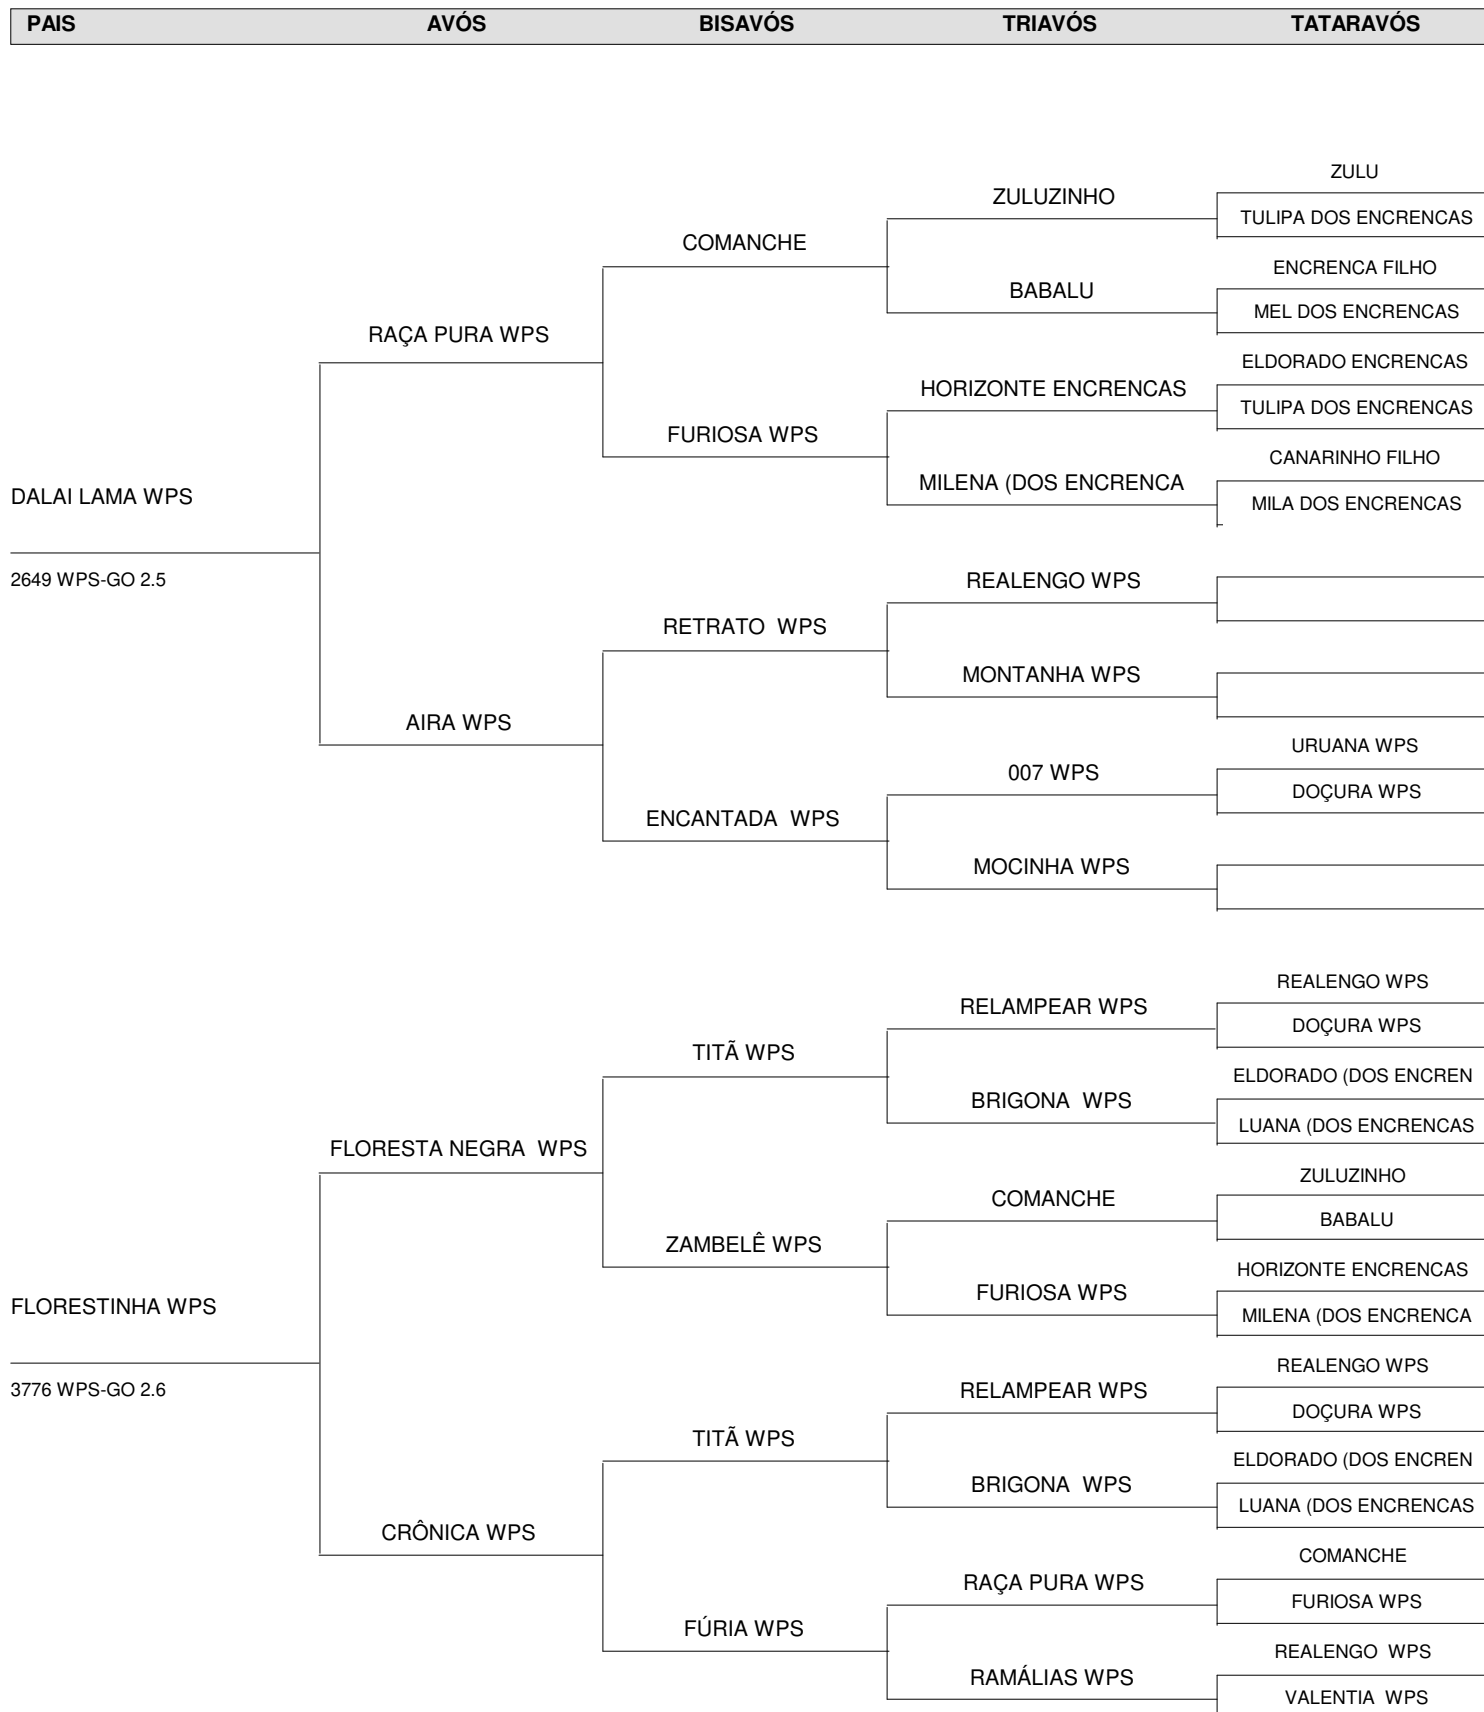 PAIS AVÓS BISAVÓS TRIAVÓS TATARAVÓS
ZULU
ZULUZINHO
TULIPA DOS ENCRENCAS
COMANCHE
ENCRENCA FILHO
BABALU
MEL DOS ENCRENCAS
RAÇA PURA WPS
ELDORADO ENCRENCAS
HORIZONTE ENCRENCAS
TULIPA DOS ENCRENCAS
FURIOSA WPS
CANARINHO FILHO
MILENA (DOS ENCRENCA
DALAI LAMA WPS
MILA DOS ENCRENCAS
2649 WPS-GO 2.5
REALENGO WPS
RETRATO WPS
MONTANHA WPS
AIRA WPS
URUANA WPS
007 WPS
DOÇURA WPS
ENCANTADA WPS
MOCINHA WPS
REALENGO WPS
RELAMPEAR WPS
DOÇURA WPS
TITÃ WPS
ELDORADO (DOS ENCREN
BRIGONA WPS
LUANA (DOS ENCRENCAS
FLORESTA NEGRA WPS
ZULUZINHO
COMANCHE
BABALU
ZAMBELÊ WPS
HORIZONTE ENCRENCAS
FURIOSA WPS
FLORESTINHA WPS
MILENA (DOS ENCRENCA
REALENGO WPS
3776 WPS-GO 2.6
RELAMPEAR WPS
DOÇURA WPS
TITÃ WPS
ELDORADO (DOS ENCREN
BRIGONA WPS
LUANA (DOS ENCRENCAS
CRÔNICA WPS
COMANCHE
RAÇA PURA WPS
FURIOSA WPS
FÚRIA WPS
REALENGO WPS
RAMÁLIAS WPS
VALENTIA WPS